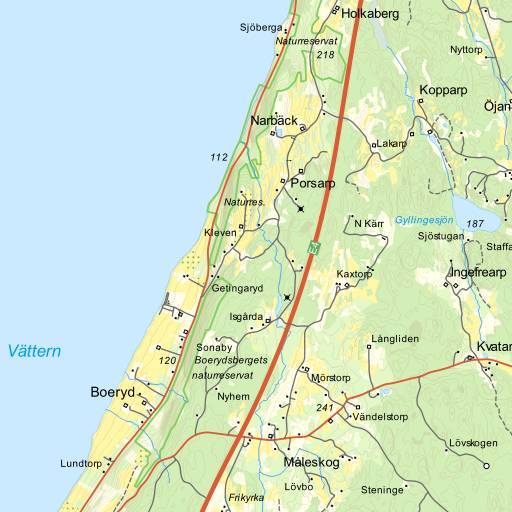 Holkaberg
Sjöberga
Naturreservat
218
Nyttorp
Kopparp
Öjan
Narbäck
Lakarp
112
Porsarp
Naturres.
Gyllingesjön
187
N Kärr
Kleven
Sjöstugan
Staffa
Kaxtorp
Ingefrearp
Getingaryd
Isgårda
Långliden
Sonaby
Kvatar
Vättern
120
Boerydsbergets
naturreservat
Mörstorp
Boeryd
Nyhem
241
Vändelstorp
Lövskogen
Lundtorp
Måleskog
Lövbo
Steninge
Frikyrka